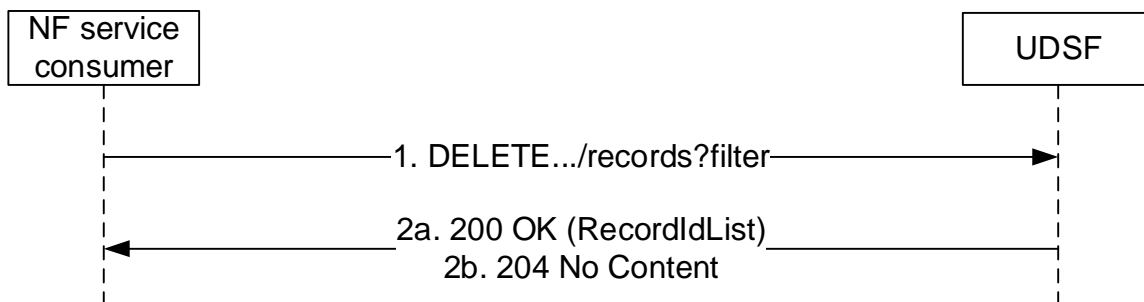 NF service
consumer
UDSF
1. DELETE.../records?filter
2a. 200 OK (RecordIdList)
2b. 204 No Content